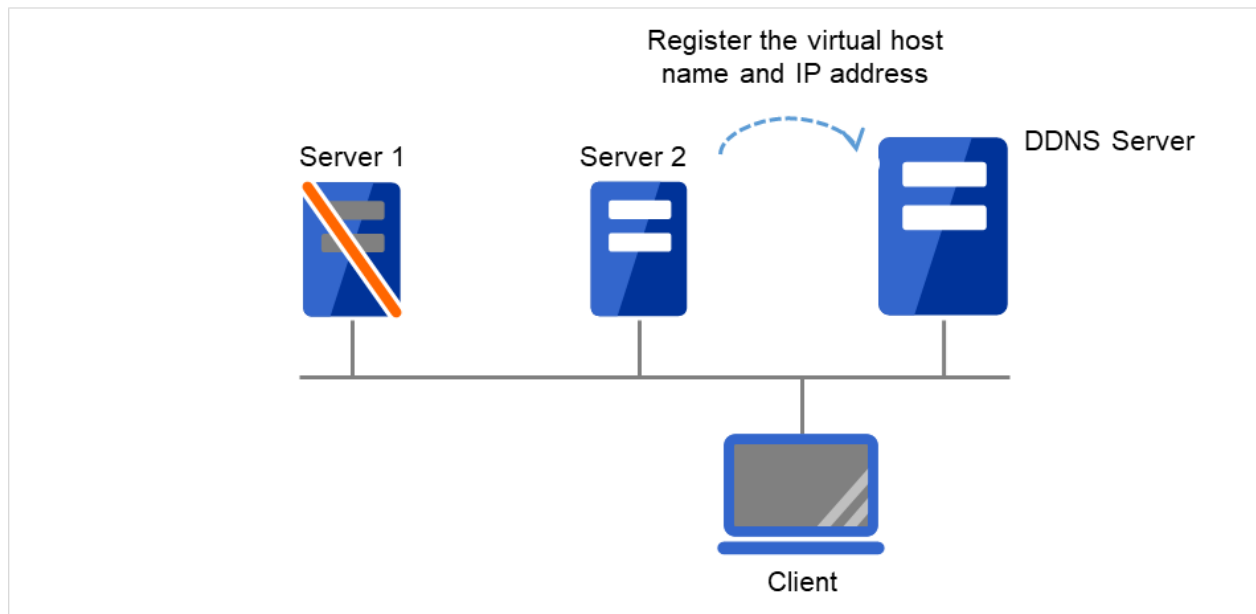 Register the virtual host
name and IP address
Server 1
Server 2
DDNS Server
Client